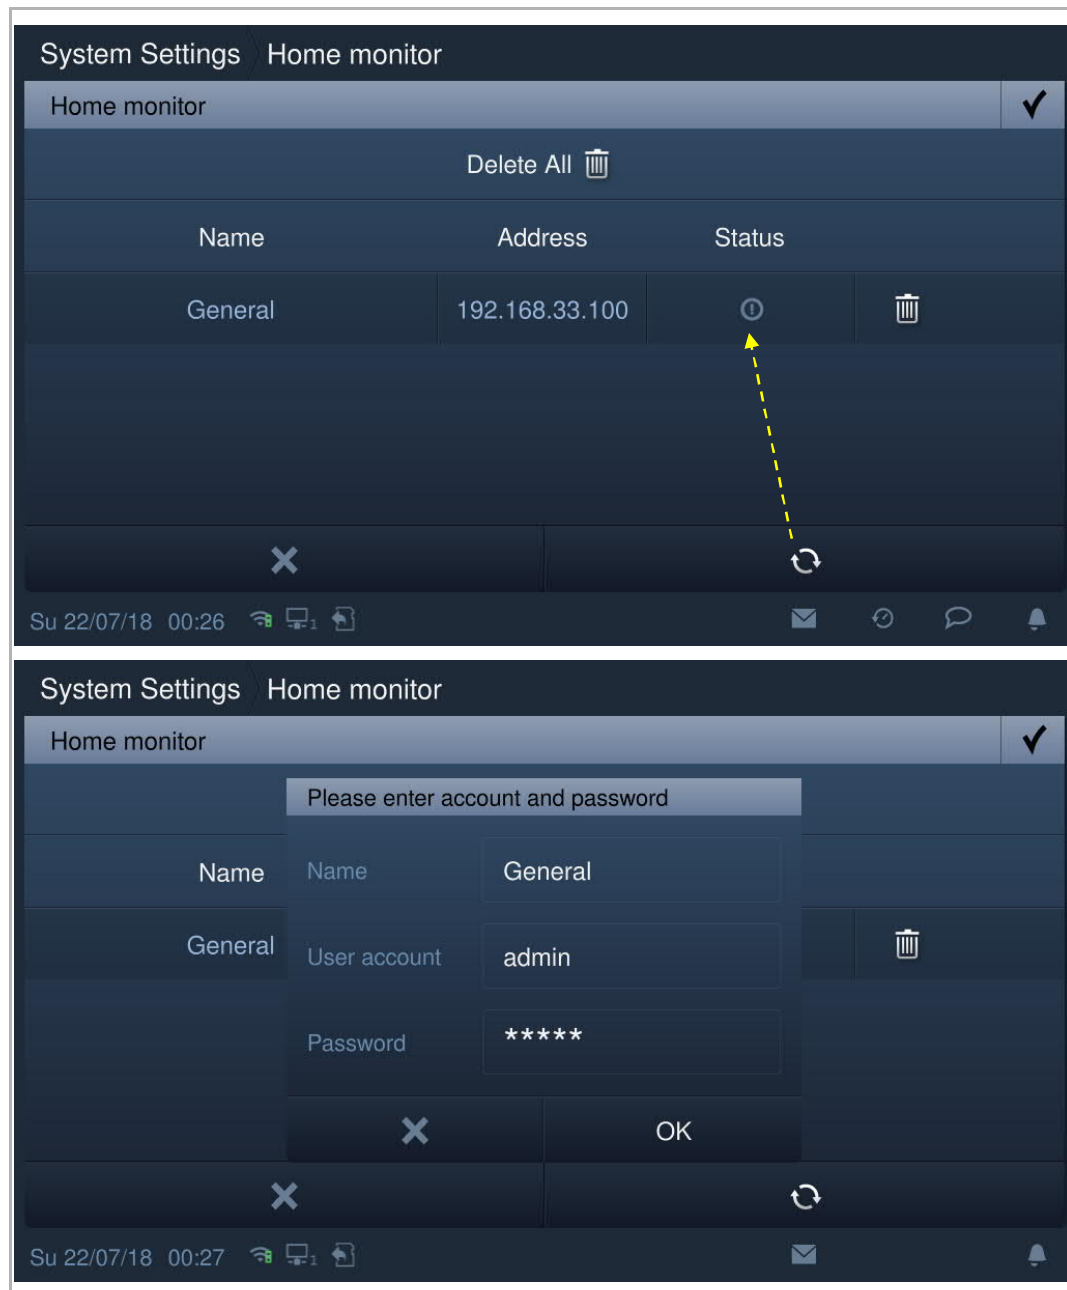 System Settings Home monitor
Home monitor
Delete All
Name Address Status
General 192.168.33.100
Su 22/07/18 00:26 1
System Settings Home monitor
Home monitor
Please enter account and password
Name Name General
General User account admin
Password *****
OK
Su 22/07/18 00:27 1